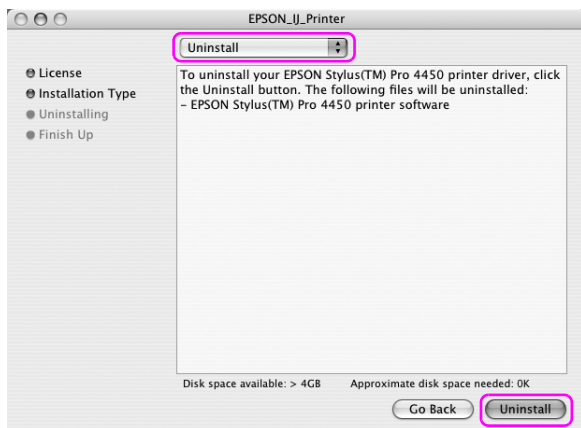 EPSON_IJ_Printer
Uninstall
License
Installation Type
Uninstalling
Finish Up
To uninstall your EPSON Stylus(TM) Pro 4450 printer driver, click
the Uninstall button. The following files will be uninstalled:
– EPSON Stylus(TM) Pro 4450 printer software
Disk space available: > 4GB
Approximate disk space needed: 0K
Go Back
Uninstall